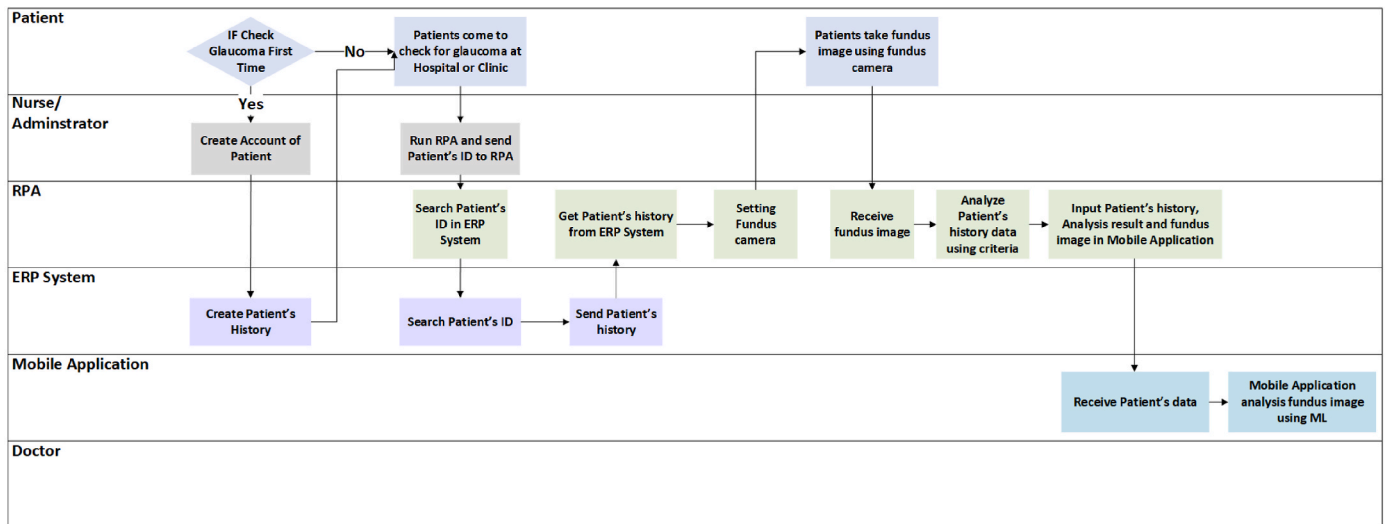 Patient
IF Check
Glaucoma First
Time
No
Patients come to
check for glaucoma at
Hospital or Clinic
Patients take fundus
image using fundus
camera
Yes
Nurse/
Adminstrator
Create Account of
Patient
Run RPA and send
Patient's ID to RPA
RPA
Search Patient's
ID in ERP
System
Get Patient's history
from ERP System
Setting
Fundus
camera
Receive
fundus image
Analyze
Patient's
history data
using criteria
Input Patient's history,
Analysis result and fundus
image in Mobile Application
ERP System
Create Patient's
History
Search Patient's ID
Send Patient's
history
Mobile Application
Receive Patient's data
Mobile Application
analysis fundus image
using ML
Doctor